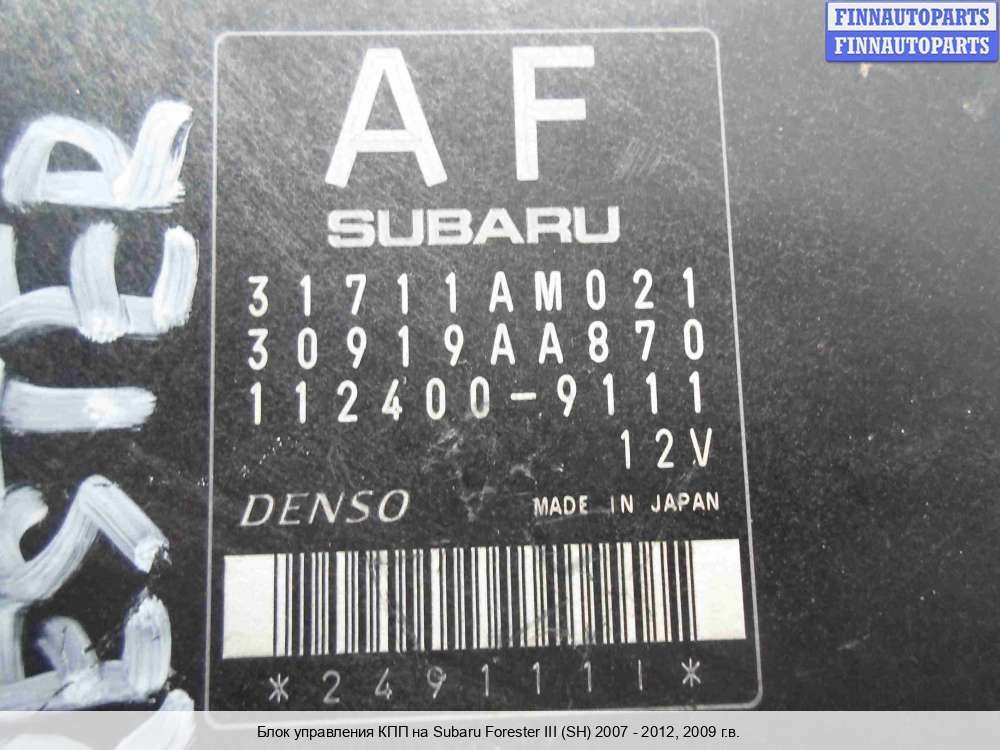 FINNAUTOPARTS
FINNAUTOPARTS
A F
SUBARU
31711AM021
30919AA870
112400-9111
12V
DENSO
MADE IN JAPAN
*2491111*
Блок управления КПП на Subaru Forester III (SH) 2007 - 2012, 2009 г.в.